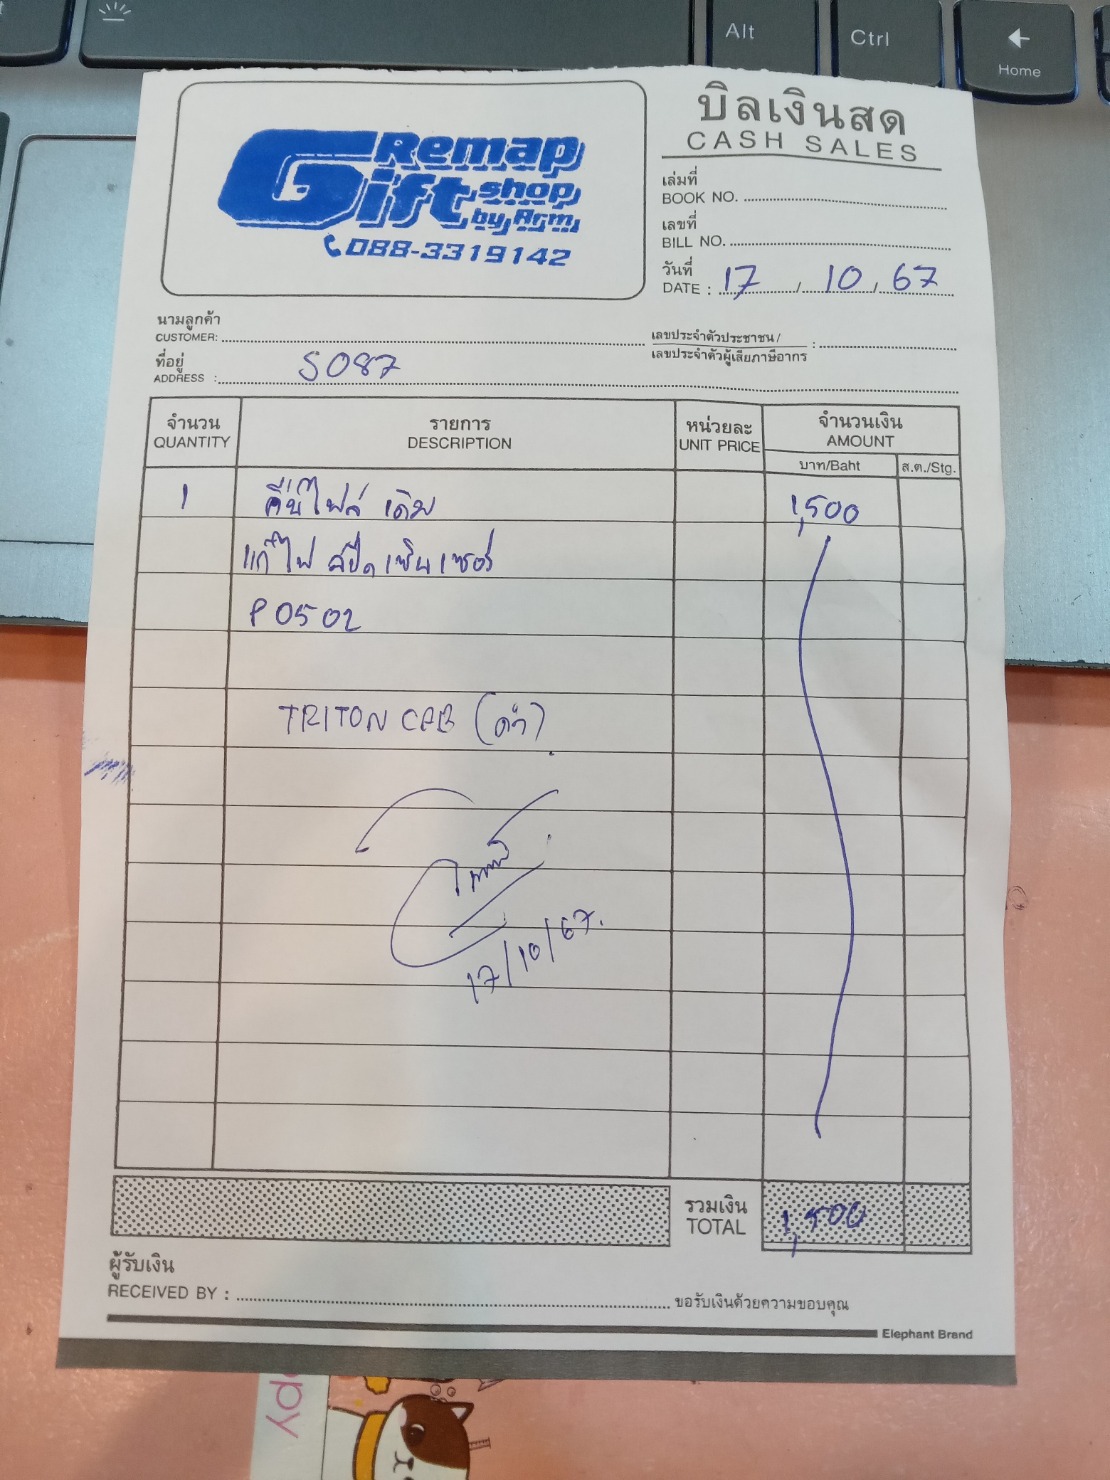 Alt
Ctrl
Home
Gift Remap
shop
by Arm
088-3319142
บิลเงินสด
CASH SALES
เล่มที่
BOOK NO.
เลขที่
BILL NO.
วันที่
DATE : 17 / 10 / 67
นามลูกค้า
CUSTOMER:
เลขประจำตัวประชาชน /
เลขประจำตัวผู้เสียภาษีอากร :
ที่อยู่
ADDRESS : S087
จำนวน รายการ หน่วยละ จำนวนเงิน
QUANTITY DESCRIPTION UNIT PRICE AMOUNT
บาท/Baht ส.ต./Stg.
1 คืนไฟล์ เดิม 1,500
แก้ไฟ สปีดเซ็นเซอร์
P0502
TRITON CAB (ดำ)
17/10/67.
รวมเงิน
TOTAL 1,500
ผู้รับเงิน
RECEIVED BY :
ขอรับเงินด้วยความขอบคุณ
Elephant Brand
ppy